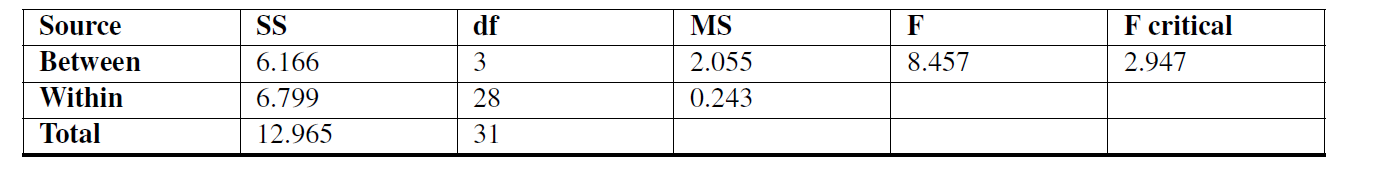 Source SS df MS F F critical
Between 6.166 3 2.055 8.457 2.947
Within 6.799 28 0.243
Total 12.965 31